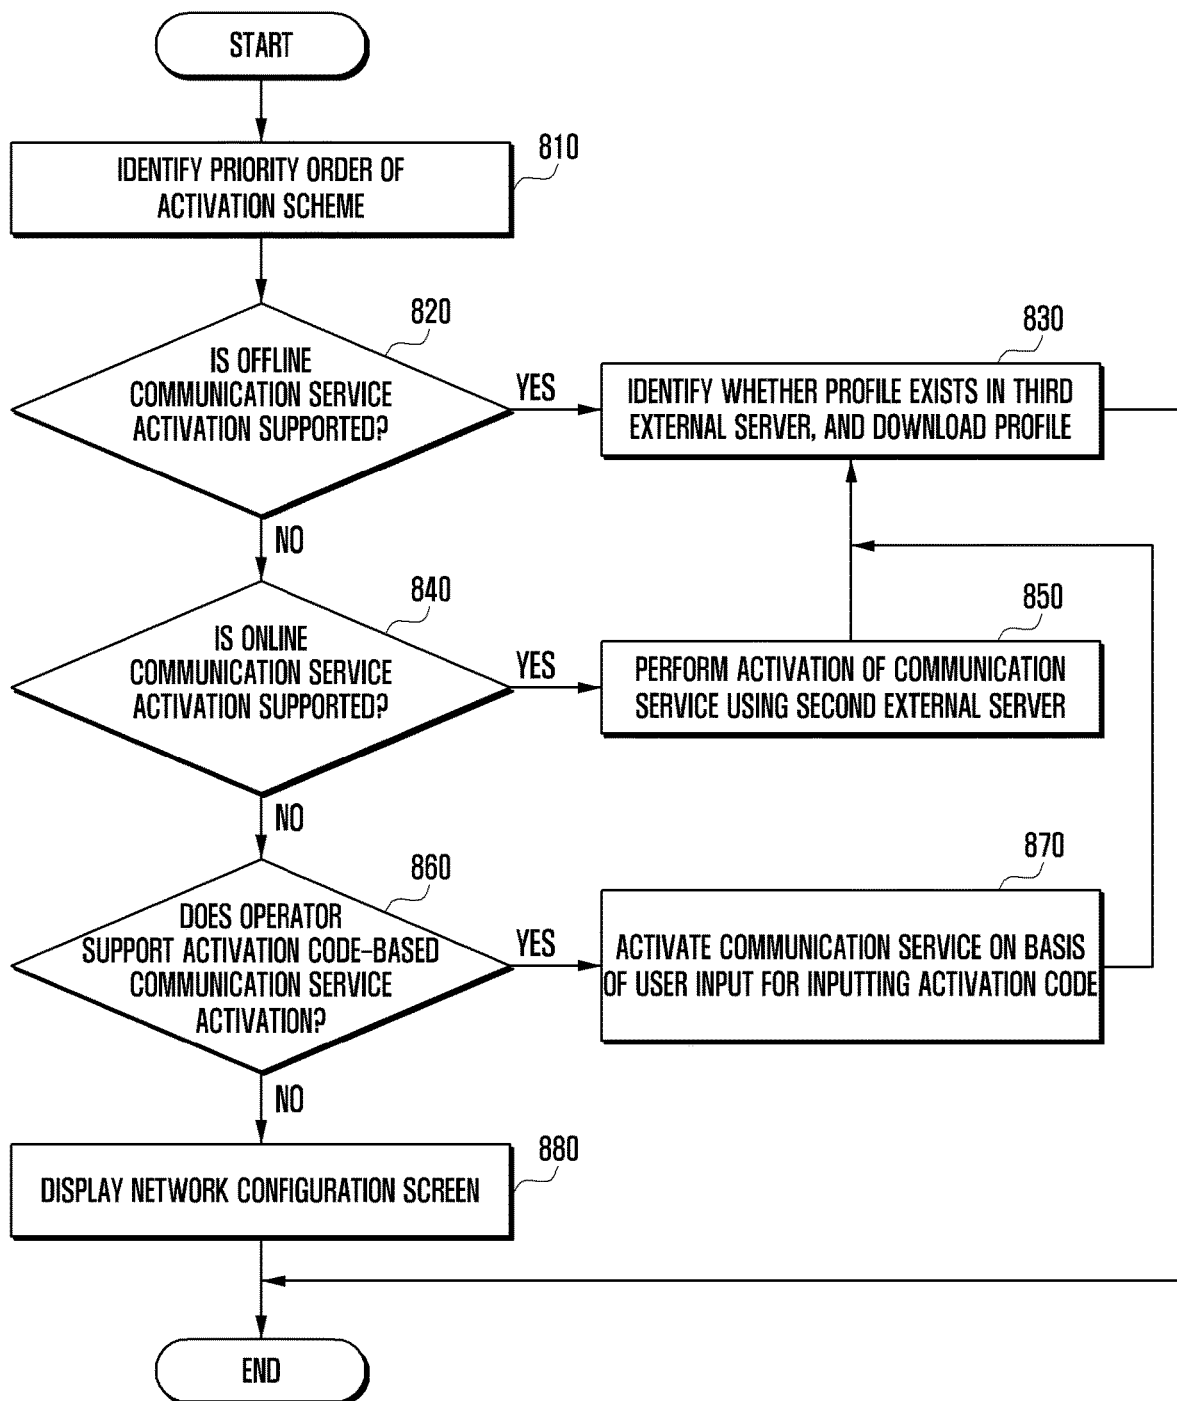 START
810
IDENTIFY PRIORITY ORDER OF
ACTIVATION SCHEME
820
IS OFFLINE
COMMUNICATION SERVICE
ACTIVATION SUPPORTED?
YES
830
IDENTIFY WHETHER PROFILE EXISTS IN THIRD
EXTERNAL SERVER, AND DOWNLOAD PROFILE
NO
840
IS ONLINE
COMMUNICATION SERVICE
ACTIVATION SUPPORTED?
YES
850
PERFORM ACTIVATION OF COMMUNICATION
SERVICE USING SECOND EXTERNAL SERVER
NO
860
DOES OPERATOR
SUPPORT ACTIVATION CODE-BASED
COMMUNICATION SERVICE
ACTIVATION?
YES
870
ACTIVATE COMMUNICATION SERVICE ON BASIS
OF USER INPUT FOR INPUTTING ACTIVATION CODE
NO
880
DISPLAY NETWORK CONFIGURATION SCREEN
END